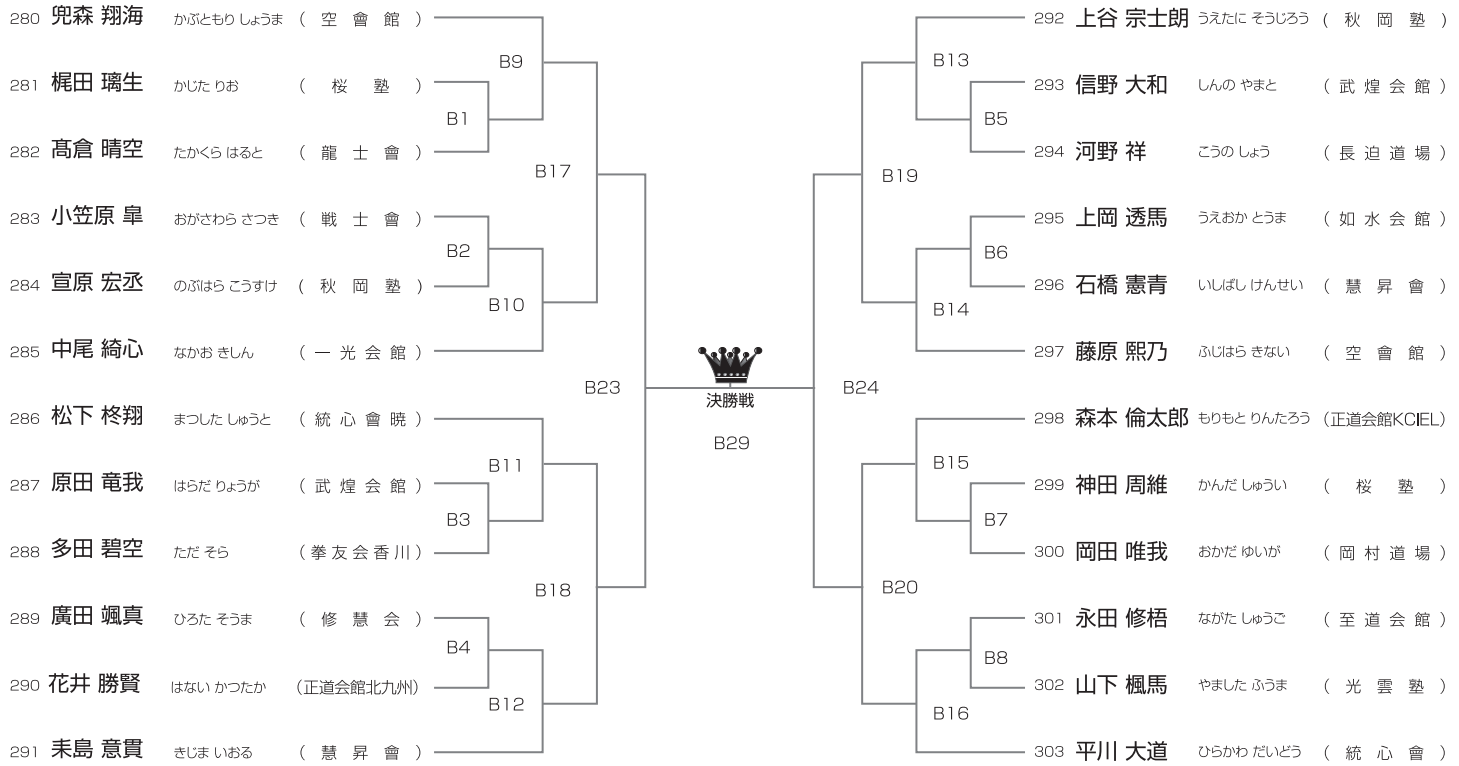 280 兜森 翔海 かぶともり しょうま (空會館)
281 梶田 璃生 かじた りお (桜塾)
282 髙倉 晴空 たかくら はると (龍士會)
283 小笠原 皐 おがさわら さつき (戦士會)
284 宣原 宏丞 のぶはら こうすけ (秋岡塾)
285 中尾 綺心 なかお きしん (一光会館)
286 松下 柊翔 まつした しゅうと (統心會暁)
287 原田 竜我 はらだ りょうが (武煌会館)
288 多田 碧空 ただ そら (拳友会香川)
289 廣田 颯真 ひろた そうま (修慧会)
290 花井 勝賢 はない かつたか (正道会館北九州)
291 耒島 意貫 きじま いおる (慧昇會)
B9
B1
B17
B2
B10
B23
B11
B3
B18
B4
B12
決勝戦
B29
B13
B5
B19
B6
B14
B24
B15
B7
B20
B8
B16
292 上谷 宗士朗 うえたに そうじろう (秋岡塾)
293 信野 大和 しんの やまと (武煌会館)
294 河野 祥 こうの しょう (長迫道場)
295 上岡 透馬 うえおか とうま (如水会館)
296 石橋 憲青 いしばし けんせい (慧昇會)
297 藤原 熙乃 ふじはら きない (空會館)
298 森本 倫太郎 もりもと りんたろう (正道会館KCIEL)
299 神田 周維 かんだ しゅうい (桜塾)
300 岡田 唯我 おかだ ゆいが (岡村道場)
301 永田 修梧 ながた しゅうご (至道会館)
302 山下 楓馬 やました ふうま (光雲塾)
303 平川 大道 ひらかわ だいどう (統心會)